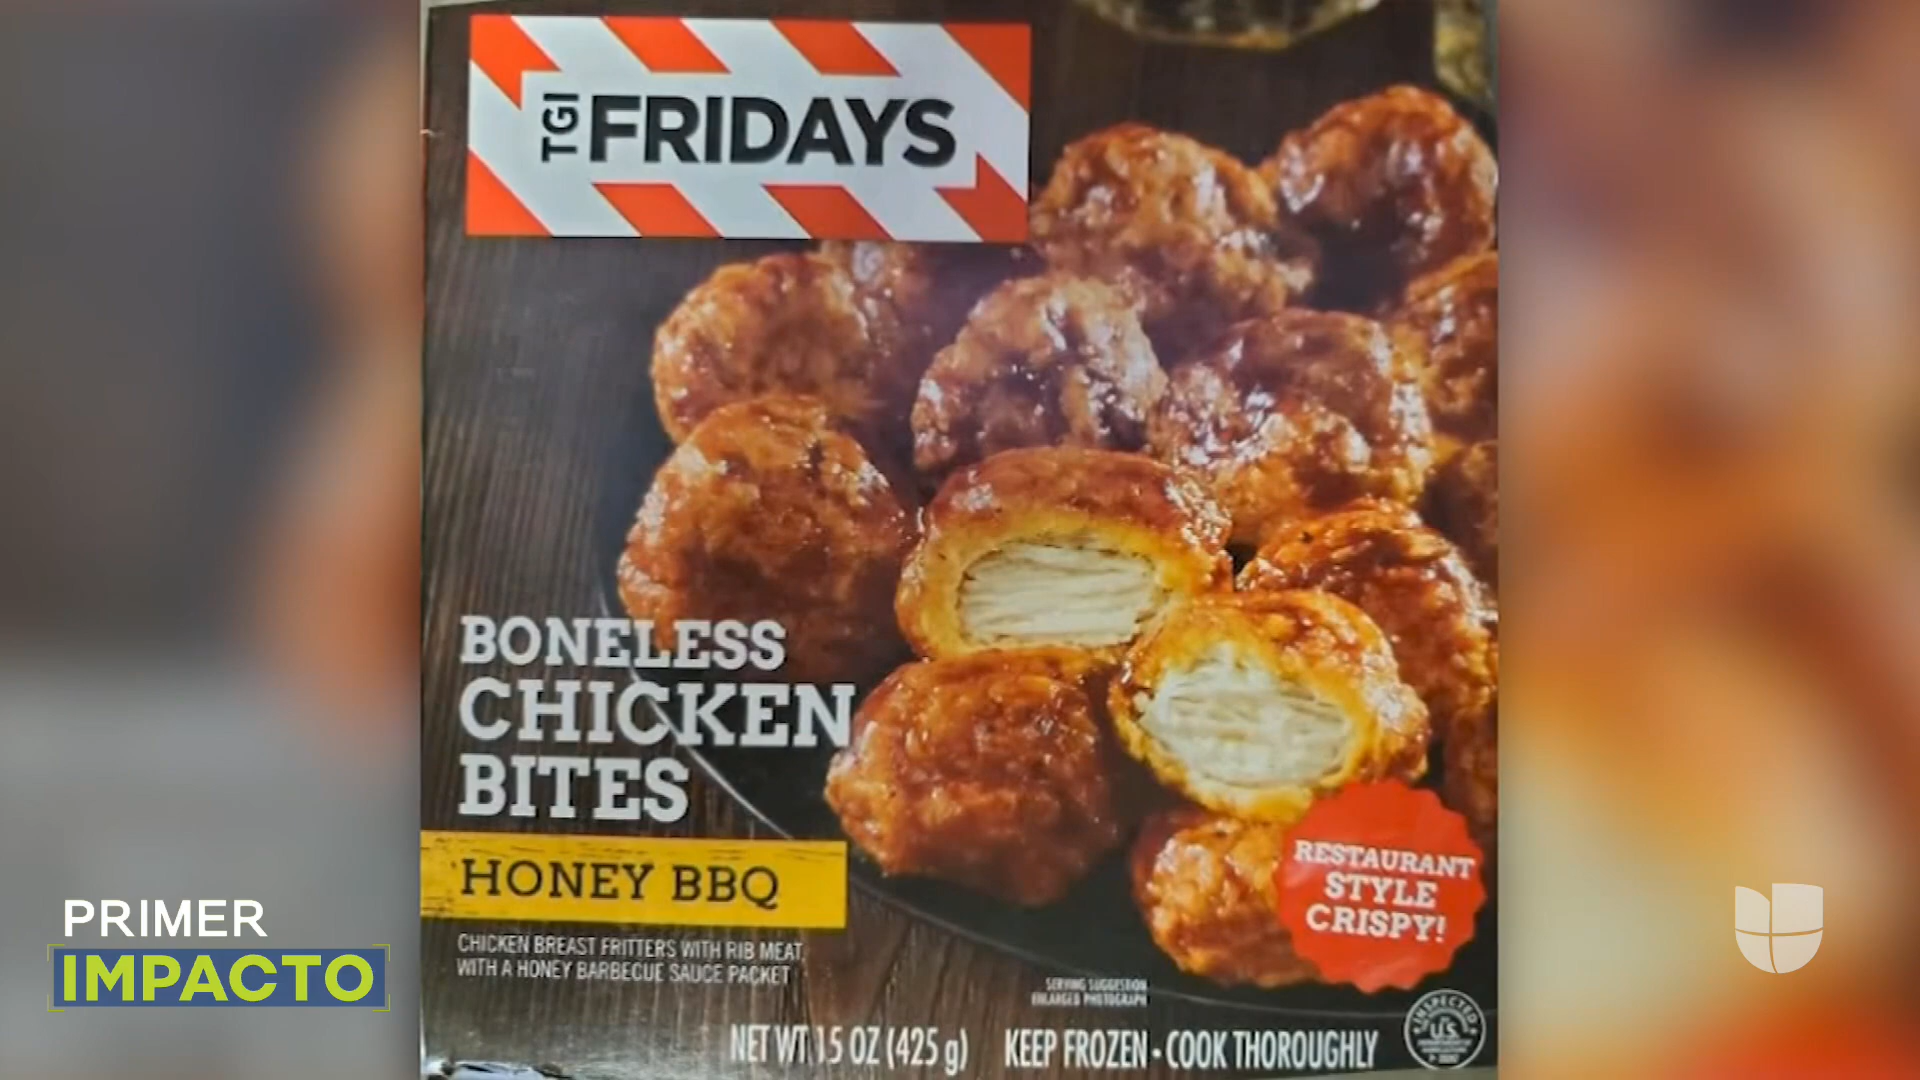 TGI FRIDAYS
BONELESS
CHICKEN
BITES
HONEY BBQ
CHICKEN BREAST FRITTERS WITH RIB MEAT,
WITH A HONEY BARBECUE SAUCE PACKET
RESTAURANT
STYLE
CRISPY!
SERVING SUGGESTION
ENLARGED PHOTOGRAPH
NET WT 15 OZ (425 g) KEEP FROZEN - COOK THOROUGHLY
INSPECTED
U.S.
PRIMER
IMPACTO